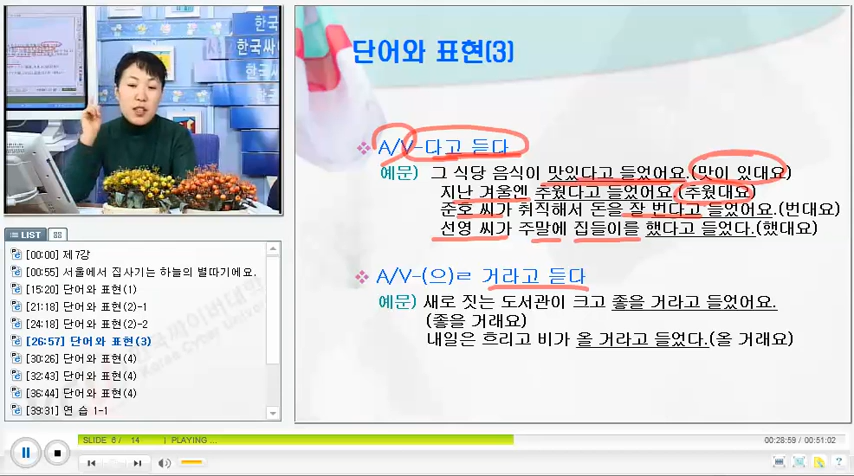 한국
한국싸이
단어와 표현(3)
A/V-다고 듣다
예문) 그 식당 음식이 맛있다고 들었어요.(맛이 있대요)
지난 겨울엔 추웠다고 들었어요.(추웠대요)
준호 씨가 취직해서 돈을 잘 번다고 들었어요.(번대요)
선영 씨가 주말에 집들이를 했다고 들었다.(했대요)
A/V-(으)ㄹ 거라고 듣다
예문) 새로 짓는 도서관이 크고 좋을 거라고 들었어요.
(좋을 거래요)
내일은 흐리고 비가 올 거라고 들었다.(올 거래요)
LIST
[00:00] 제7강
[00:55] 서울에서 집사기는 하늘의 별따기에요.
[15:20] 단어와 표현(1)
[21:18] 단어와 표현(2)-1
[24:18] 단어와 표현(2)-2
[26:57] 단어와 표현(3)
[30:26] 단어와 표현(4)
[32:43] 단어와 표현(4)
[36:44] 단어와 표현(4)
[39:31] 연 습 1-1
SLIDE 6 / 14 | PLAYING ...
00:28:59 / 00:51:02